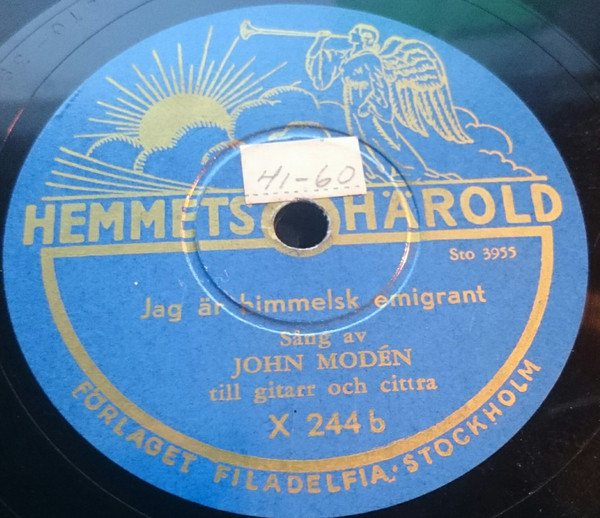 41-60
HEMMETS HÄROLD
Sto 3955
Jag är himmelsk emigrant
Sång av
JOHN MODÉN
till gitarr och cittra
X 244 b
FÖRLAGET FILADELFIA · STOCKHOLM